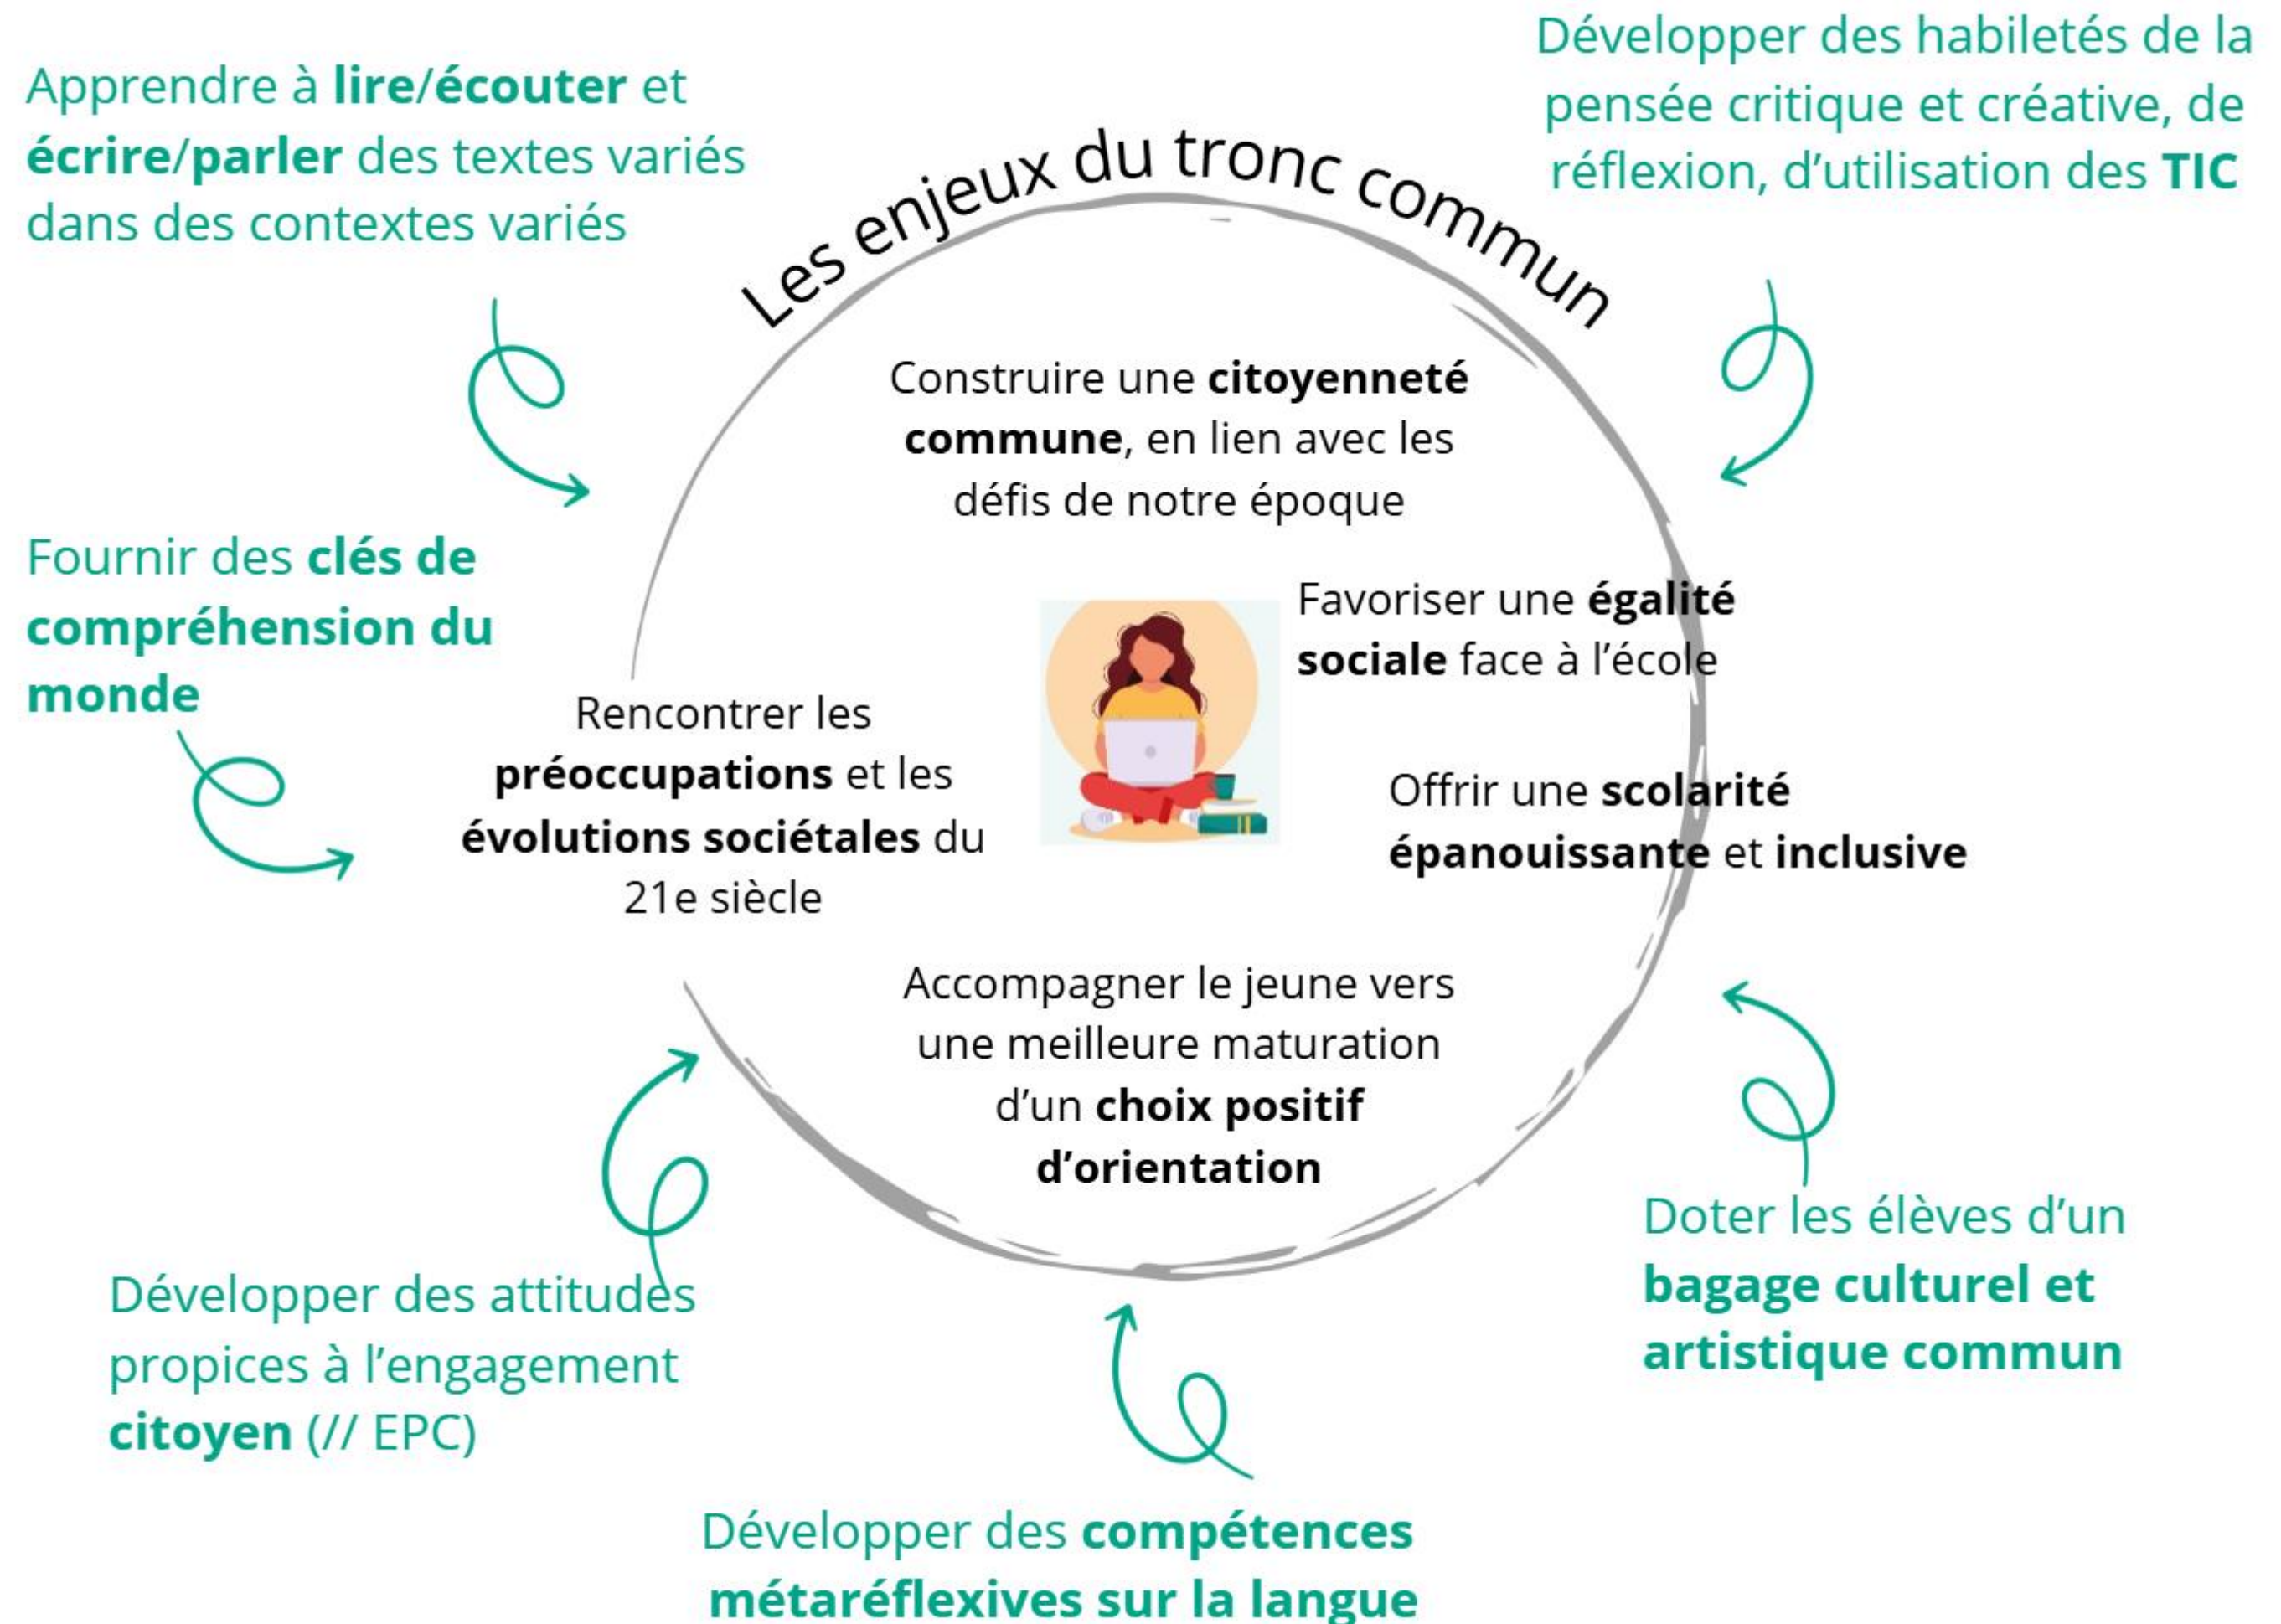 Apprendre à lire/écouter et
écrire/parler des textes variés
dans des contextes variés
Développer des habiletés de la
pensée critique et créative, de
réflexion, d'utilisation des TIC
Les enjeux du tronc commun
Construire une citoyenneté
commune, en lien avec les
défis de notre époque
Fournir des clés de
compréhension du
monde
Favoriser une égalité
sociale face à l'école
Rencontrer les
préoccupations et les
évolutions sociétales du
21e siècle
Offrir une scolarité
épanouissante et inclusive
Accompagner le jeune vers
une meilleure maturation
d'un choix positif
d'orientation
Doter les élèves d'un
bagage culturel et
artistique commun
Développer des attitudes
propices à l'engagement
citoyen (// EPC)
Développer des compétences
métaréflexives sur la langue